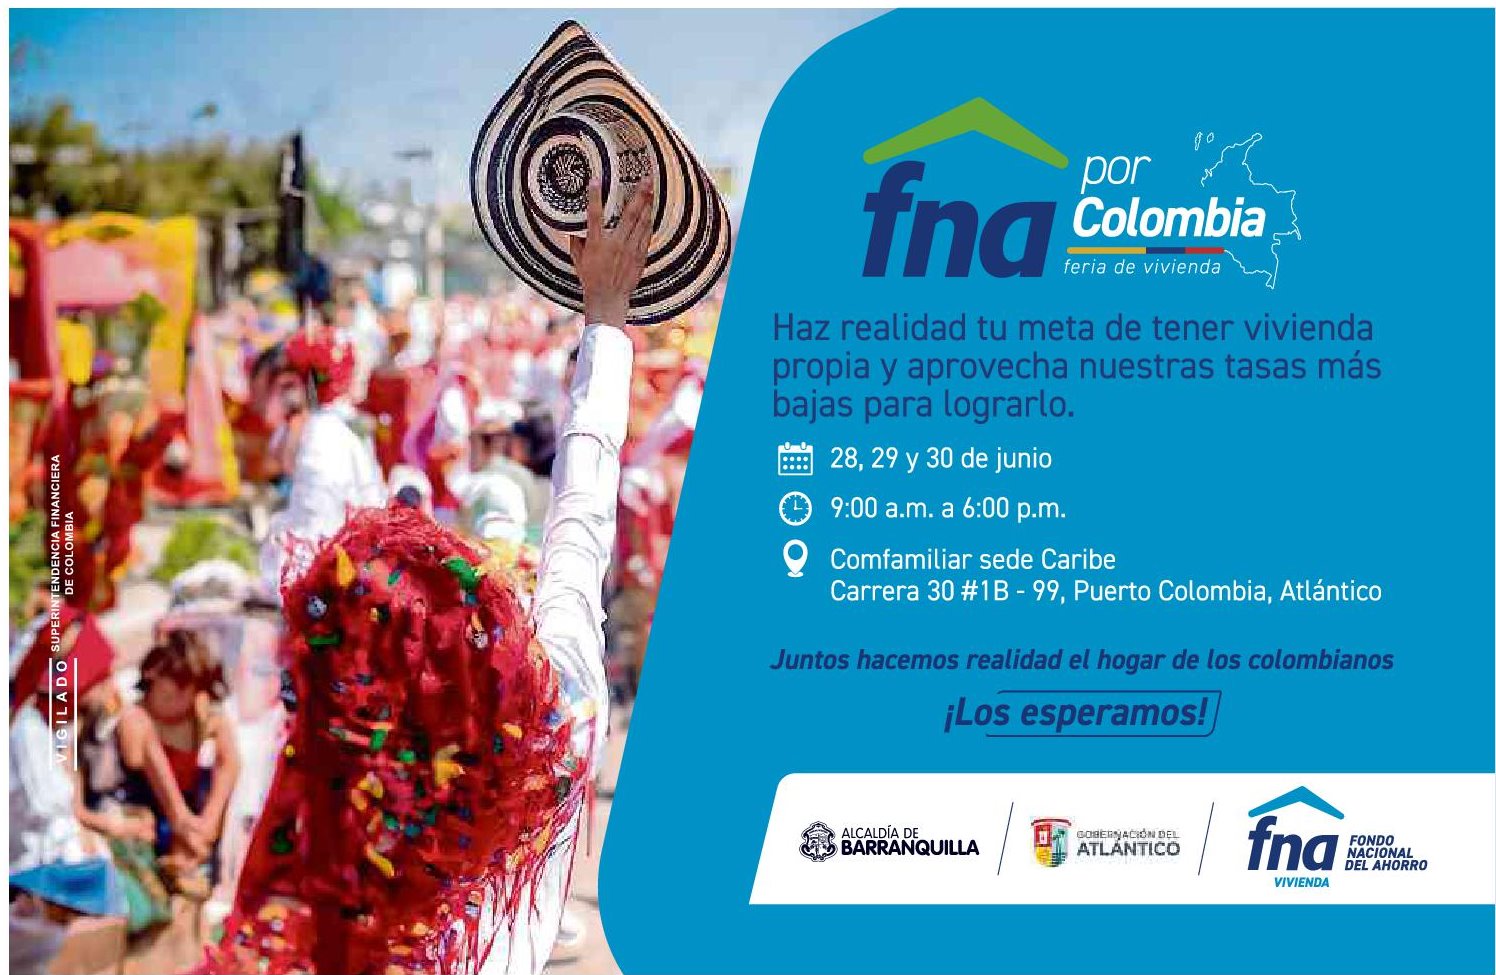 fna
por
Colombia
feria de vivienda
Haz realidad tu meta de tener vivienda
propia y aprovecha nuestras tasas más
bajas para lograrlo.
28, 29 y 30 de junio
9:00 a.m. a 6:00 p.m.
Comfamiliar sede Caribe
Carrera 30 #1B - 99, Puerto Colombia, Atlántico
Juntos hacemos realidad el hogar de los colombianos
¡Los esperamos!
ALCALDÍA DE
BARRANQUILLA
GOBERNACIÓN DEL
ATLÁNTICO
fna
VIVIENDA
FONDO
NACIONAL
DEL AHORRO
VIGILADO
SUPERINTENDENCIA FINANCIERA
DE COLOMBIA